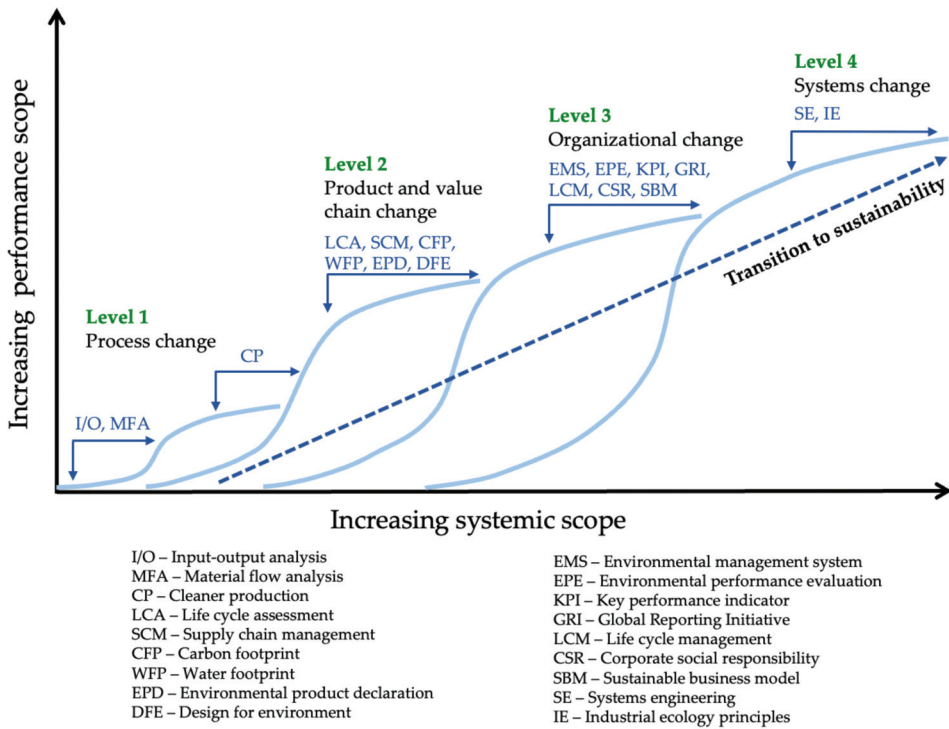 Increasing performance scope
Level 1
Process change
I/O, MFA
CP
Level 2
Product and value
chain change
LCA, SCM, CFP,
WFP, EPD, DFE
Level 3
Organizational change
EMS, EPE, KPI, GRI,
LCM, CSR, SBM
Level 4
Systems change
SE, IE
Transition to sustainability
Increasing systemic scope
I/O – Input-output analysis
MFA – Material flow analysis
CP – Cleaner production
LCA – Life cycle assessment
SCM – Supply chain management
CFP – Carbon footprint
WFP – Water footprint
EPD – Environmental product declaration
DFE – Design for environment
EMS – Environmental management system
EPE – Environmental performance evaluation
KPI – Key performance indicator
GRI – Global Reporting Initiative
LCM – Life cycle management
CSR – Corporate social responsibility
SBM – Sustainable business model
SE – Systems engineering
IE – Industrial ecology principles